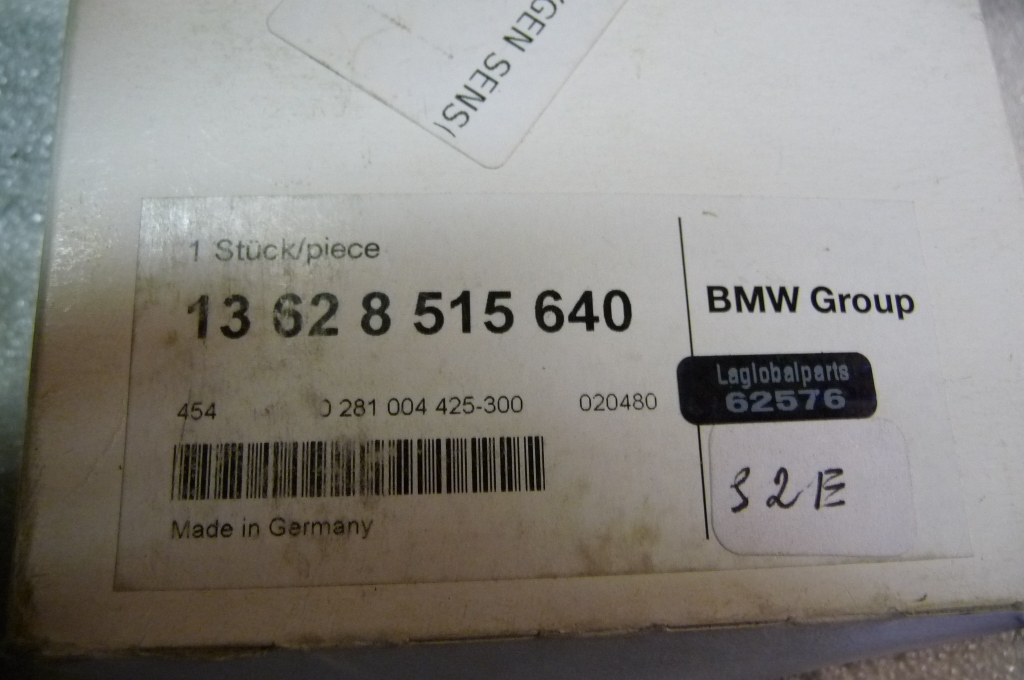 SENS
1 Stück/piece
13 62 8 515 640
BMW Group
Laglobalparts
62576
454 0 281 004 425-300 020480
S2E
Made in Germany